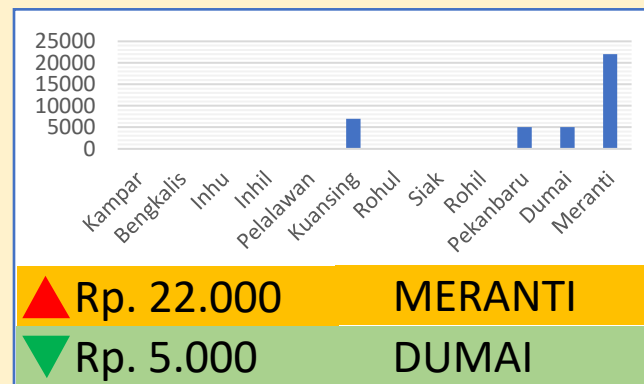 25000
20000
15000
10000
5000
0
Kampar
Bengkalis
Inhu
Inhil
Pelalawan
Kuansing
Rohul
Siak
Rohil
Pekanbaru
Dumai
Meranti
Rp. 22.000 MERANTI
Rp. 5.000 DUMAI